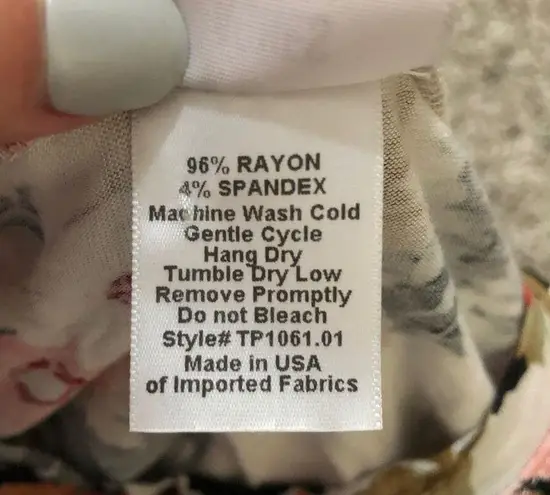 96% RAYON
4% SPANDEX
Machine Wash Cold
Gentle Cycle
Hang Dry
Tumble Dry Low
Remove Promptly
Do not Bleach
Style# TP1061.01
Made in USA
of Imported Fabrics